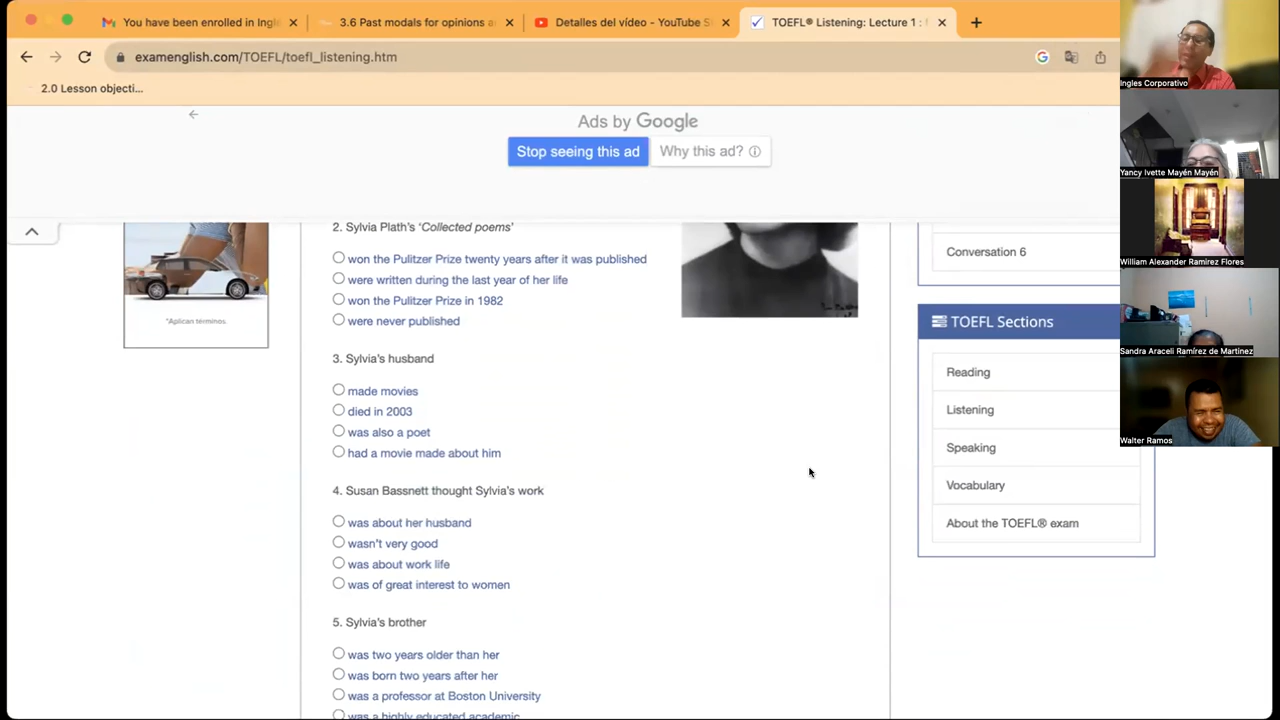 You have been enrolled in Ingle
3.6 Past modals for opinions a
Detalles del vídeo - YouTube S
TOEFL® Listening: Lecture 1 :
examenglish.com/TOEFL/toefl_listening.htm
2.0 Lesson objecti...
Ads by Google
Stop seeing this ad
Why this ad?
*Aplican términos.
2. Sylvia Plath's 'Collected poems'
won the Pulitzer Prize twenty years after it was published
were written during the last year of her life
won the Pulitzer Prize in 1982
were never published
3. Sylvia's husband
made movies
died in 2003
was also a poet
had a movie made about him
4. Susan Bassnett thought Sylvia's work
was about her husband
wasn't very good
was about work life
was of great interest to women
5. Sylvia's brother
was two years older than her
was born two years after her
was a professor at Boston University
was a highly educated academic
Conversation 6
TOEFL Sections
Reading
Listening
Speaking
Vocabulary
About the TOEFL® exam
Ingles Corporativo
Yancy Ivette Mayén Mayén
William Alexander Ramirez Flores
Sandra Araceli Ramírez de Martínez
Walter Ramos